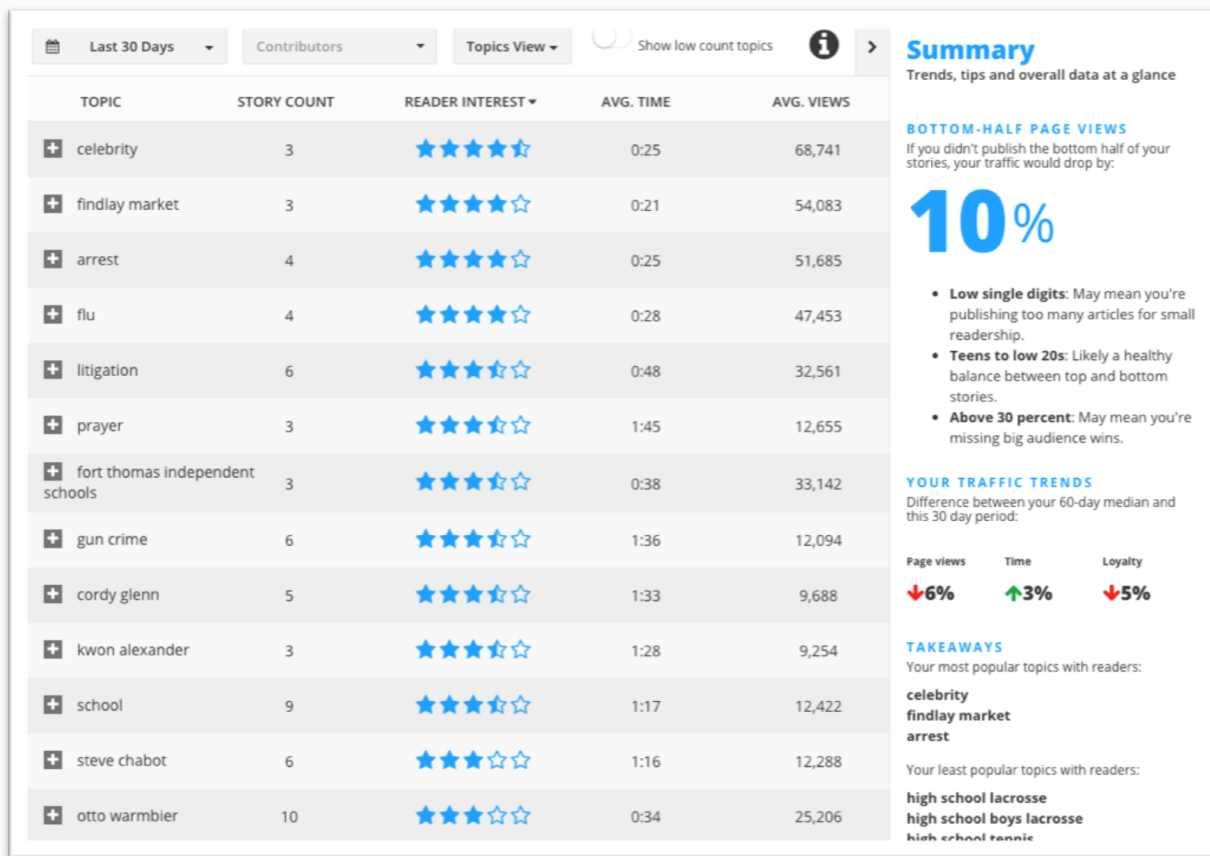 Last 30 Days Contributors Topics View Show low count topics
TOPIC STORY COUNT READER INTEREST AVG. TIME AVG. VIEWS
celebrity 3 0:25 68,741
findlay market 3 0:21 54,083
arrest 4 0:25 51,685
flu 4 0:28 47,453
litigation 6 0:48 32,561
prayer 3 1:45 12,655
fort thomas independent
schools 3 0:38 33,142
gun crime 6 1:36 12,094
cordy glenn 5 1:33 9,688
kwon alexander 3 1:28 9,254
school 9 1:17 12,422
steve chabot 6 1:16 12,288
otto warmbier 10 0:34 25,206
Summary
Trends, tips and overall data at a glance
BOTTOM-HALF PAGE VIEWS
If you didn't publish the bottom half of your
stories, your traffic would drop by:
10%
• Low single digits: May mean you're
publishing too many articles for small
readership.
• Teens to low 20s: Likely a healthy
balance between top and bottom
stories.
• Above 30 percent: May mean you're
missing big audience wins.
YOUR TRAFFIC TRENDS
Difference between your 60-day median and
this 30 day period:
Page views Time Loyalty
6% 3% 5%
TAKEAWAYS
Your most popular topics with readers:
celebrity
findlay market
arrest
Your least popular topics with readers:
high school lacrosse
high school boys lacrosse
high school tennis